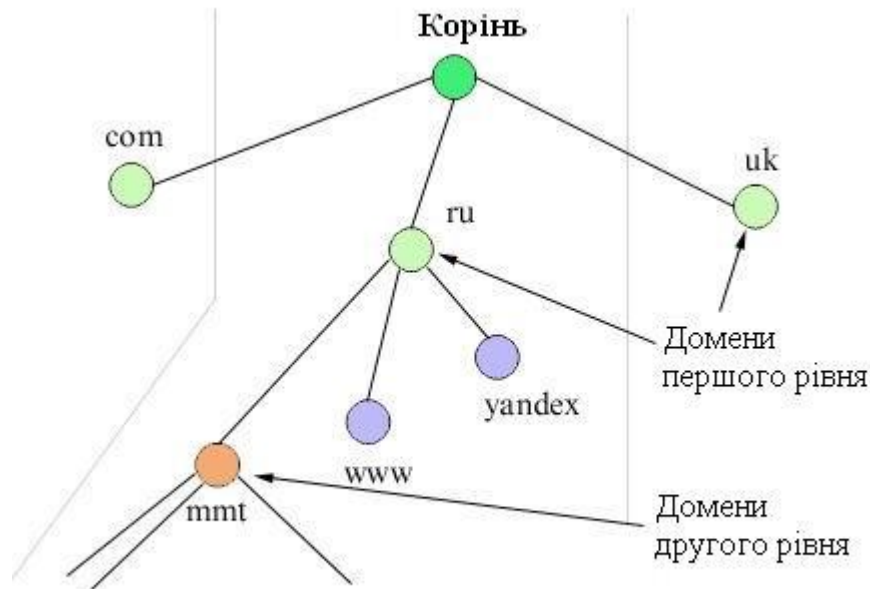 Корінь
com
uk
ru
Домени
першого рівня
yandex
www
mmt
Домени
другого рівня